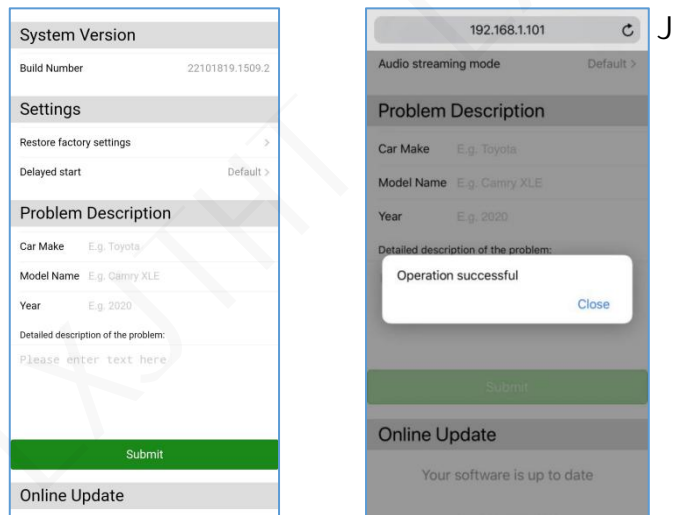 System Version
Build Number 22101819.1509.2
Settings
Restore factory settings >
Delayed start Default >
Problem Description
Car Make E.g. Toyota
Model Name E.g. Camry XLE
Year E.g. 2020
Detailed description of the problem:
Please enter text here
Submit
Online Update
192.168.1.101
Audio streaming mode Default >
Problem Description
Car Make E.g. Toyota
Model Name E.g. Camry XLE
Year E.g. 2020
Detailed description of the problem:
Operation successful
Close
Submit
Online Update
Your software is up to date
J
LXJTHT